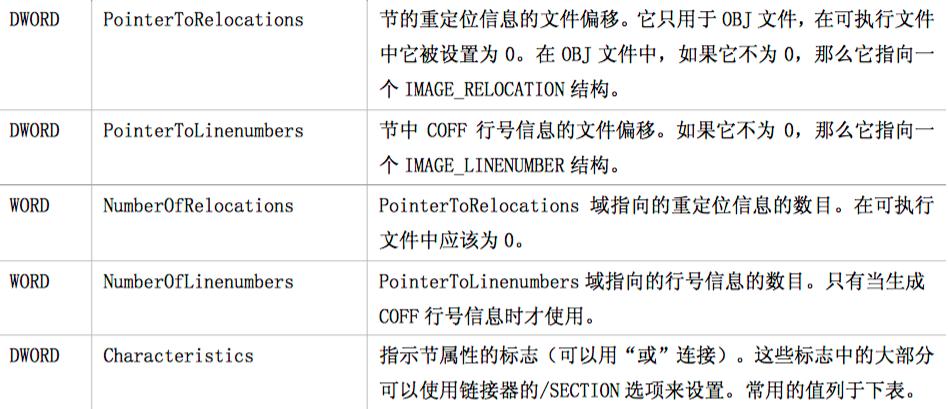 DWORD PointerToRelocations 节的重定位信息的文件偏移。它只用于 OBJ 文件，在可执行文件
中它被设置为 0。在 OBJ 文件中，如果它不为 0，那么它指向一
个 IMAGE_RELOCATION 结构。
DWORD PointerToLinenumbers 节中 COFF 行号信息的文件偏移。如果它不为 0，那么它指向一
个 IMAGE_LINENUMBER 结构。
WORD NumberOfRelocations PointerToRelocations 域指向的重定位信息的数目。在可执行
文件中应该为 0。
WORD NumberOfLinenumbers PointerToLinenumbers 域指向的行号信息的数目。只有当生成
COFF 行号信息时才使用。
DWORD Characteristics 指示节属性的标志（可以用“或”连接）。这些标志中的大部分
可以使用链接器的/SECTION 选项来设置。常用的值列于下表。